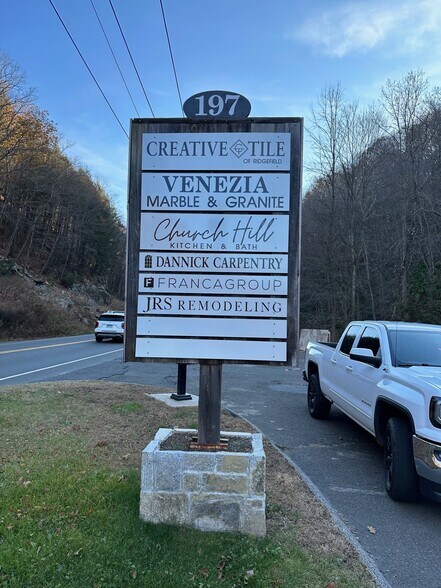 197
CREATIVE TILE
OF RIDGEFIELD
VENEZIA
MARBLE & GRANITE
Church Hill
KITCHEN & BATH
DANNICK CARPENTRY
FRANCAGROUP
JRS REMODELING